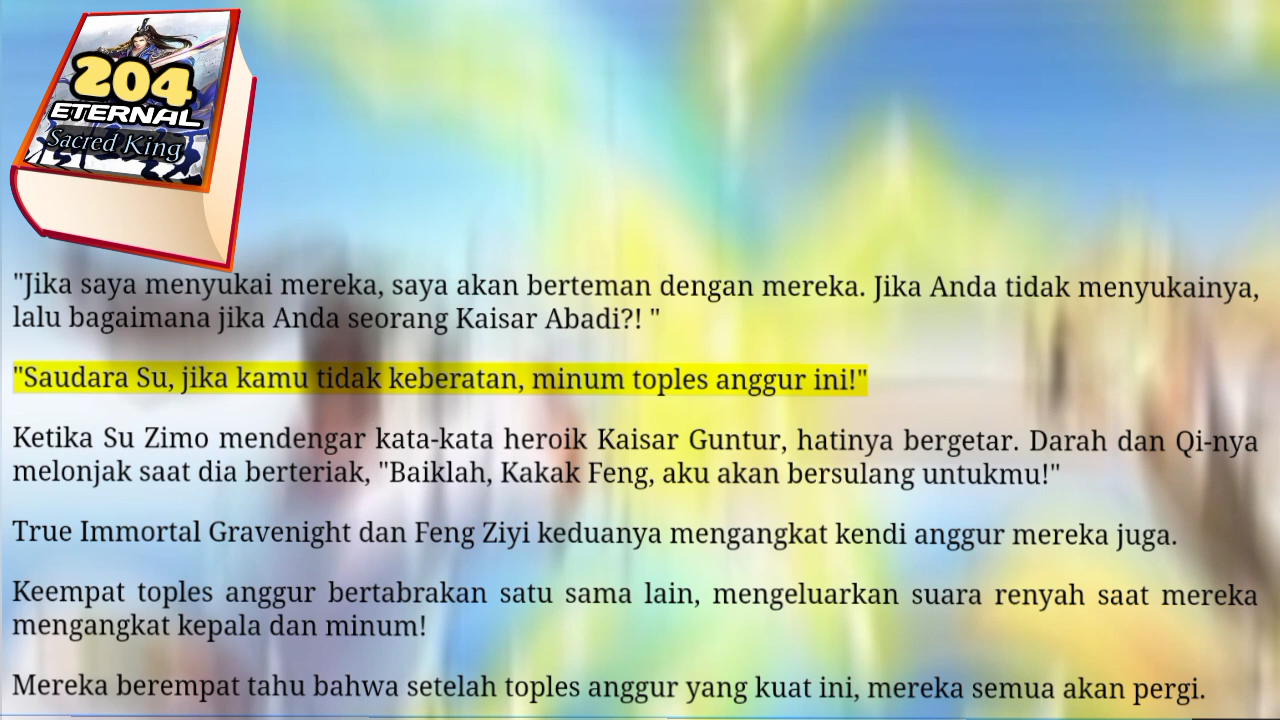 204
ETERNAL
Sacred King
"Jika saya menyukai mereka, saya akan berteman dengan mereka. Jika Anda tidak menyukainya,
lalu bagaimana jika Anda seorang Kaisar Abadi?! "
"Saudara Su, jika kamu tidak keberatan, minum toples anggur ini!"
Ketika Su Zimo mendengar kata-kata heroik Kaisar Guntur, hatinya bergetar. Darah dan Qi-nya
melonjak saat dia berteriak, "Baiklah, Kakak Feng, aku akan bersulang untukmu!"
True Immortal Gravenight dan Feng Ziyi keduanya mengangkat kendi anggur mereka juga.
Keempat toples anggur bertabrakan satu sama lain, mengeluarkan suara renyah saat mereka
mengangkat kepala dan minum!
Mereka berempat tahu bahwa setelah toples anggur yang kuat ini, mereka semua akan pergi.